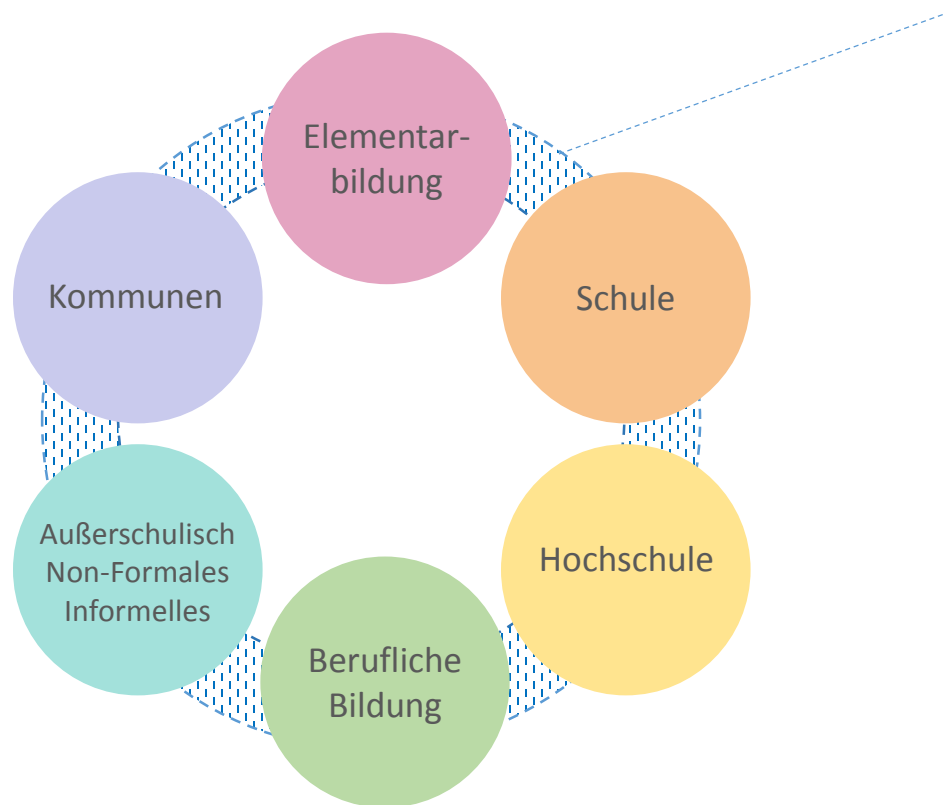 Elementar-
bildung
Kommunen
Schule
Außerschulisch
Non-Formales
Informelles
Hochschule
Berufliche
Bildung